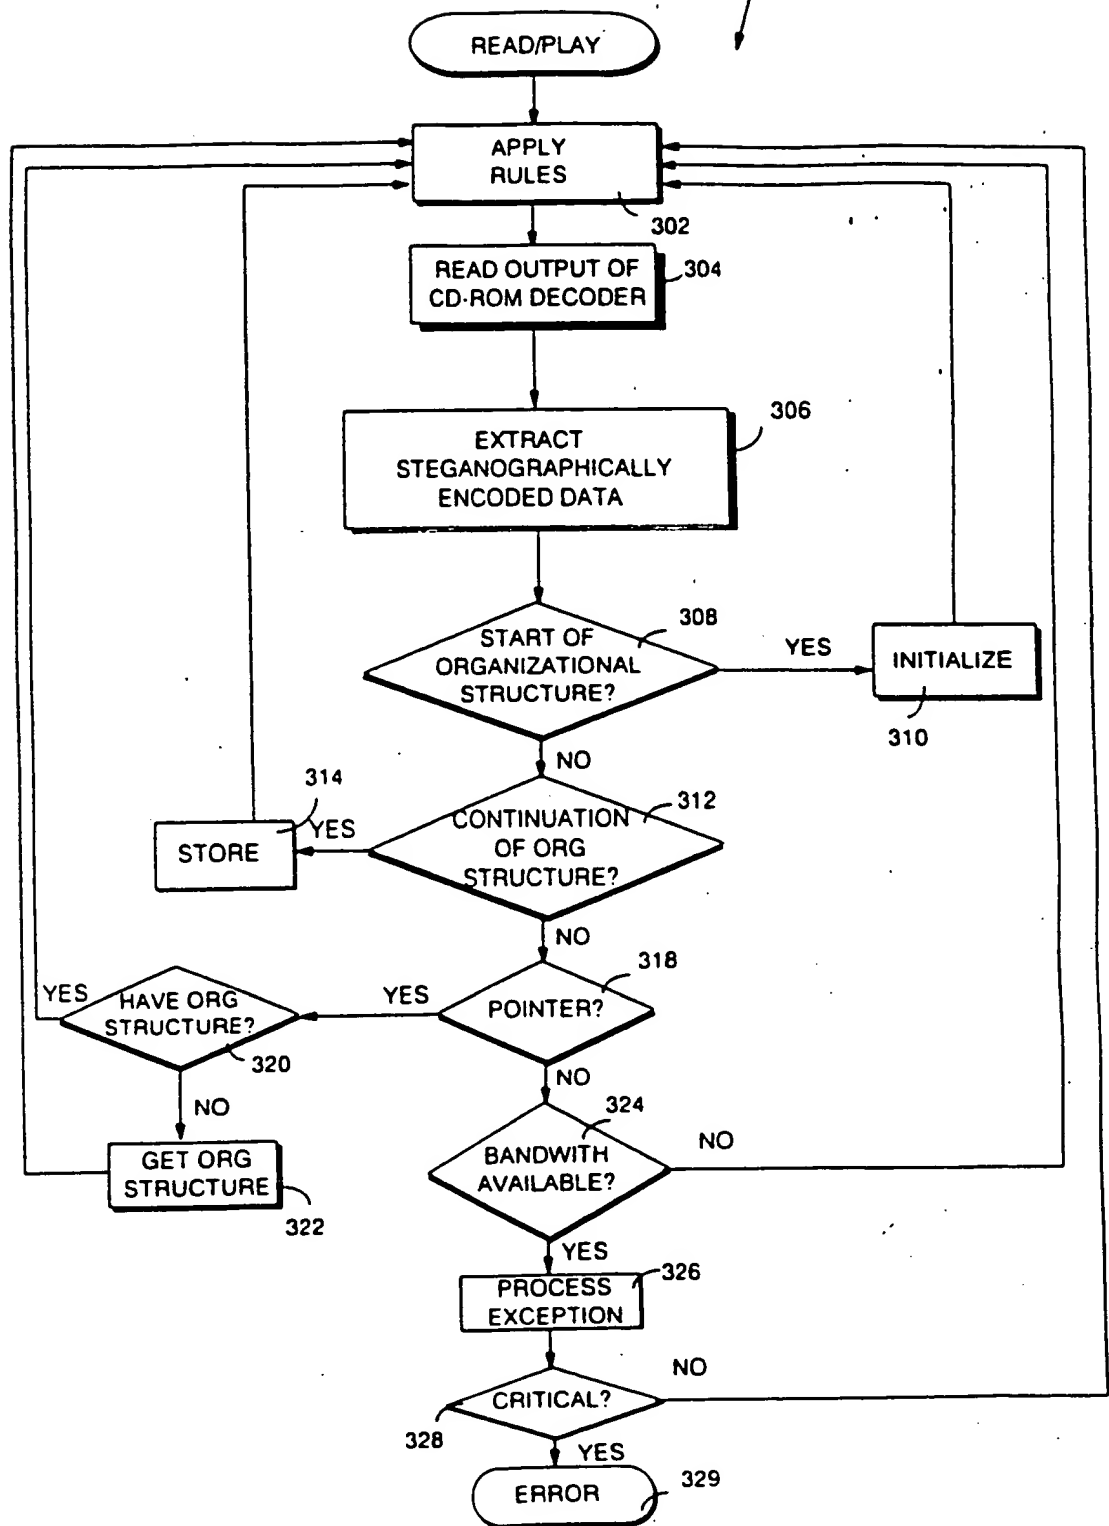 READ/PLAY
APPLY
RULES
302
READ OUTPUT OF
CD-ROM DECODER
304
EXTRACT
STEGANOGRAPHICALLY
ENCODED DATA
306
START OF
ORGANIZATIONAL
STRUCTURE?
308
YES
INITIALIZE
310
NO
CONTINUATION
OF ORG
STRUCTURE?
312
YES
314
STORE
NO
POINTER?
318
YES
HAVE ORG
STRUCTURE?
320
YES
NO
GET ORG
STRUCTURE
322
NO
BANDWITH
AVAILABLE?
324
NO
YES
PROCESS
EXCEPTION
326
CRITICAL?
328
NO
YES
ERROR
329